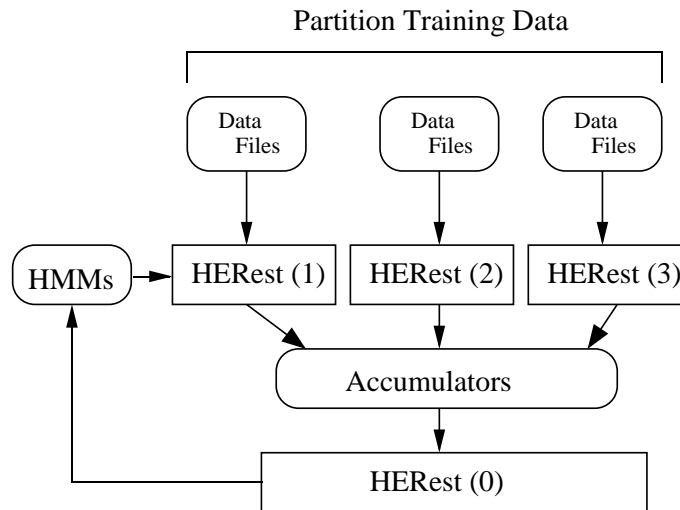 Partition Training Data
Data
Files
Data
Files
Data
Files
HMMs
HERest (1)
HERest (2)
HERest (3)
Accumulators
HERest (0)